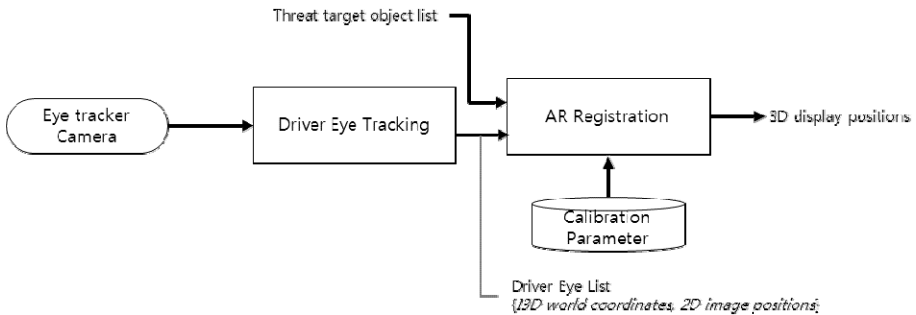 Threat target object list
Eye tracker
Camera
Driver Eye Tracking
AR Registration
3D display positions
Calibration
Parameter
Driver Eye List
{3D world coordinates, 2D image positions}